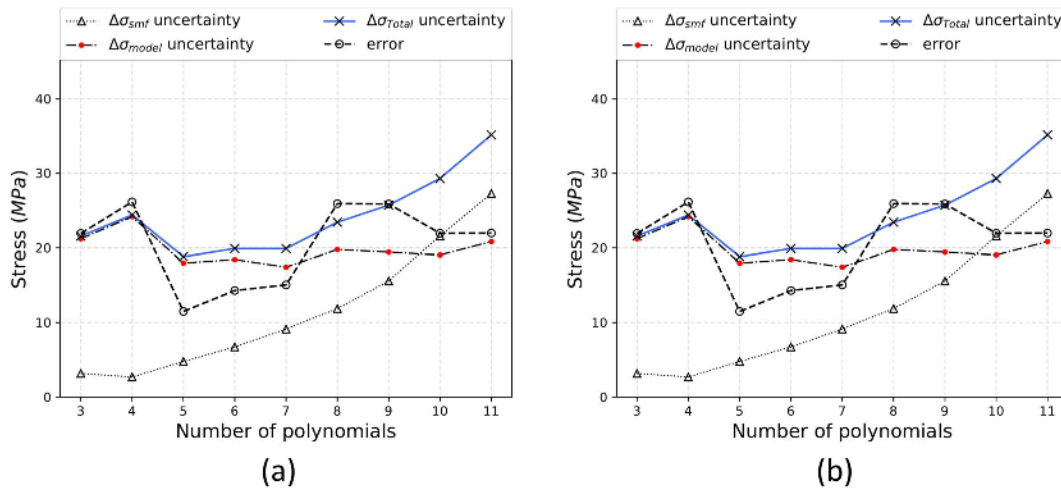 Δσsmf uncertainty ΔσTotal uncertainty
Δσmodel uncertainty error
Stress (MPa)
40
30
20
10
0
3 4 5 6 7 8 9 10 11
Number of polynomials
(a)
Δσsmf uncertainty ΔσTotal uncertainty
Δσmodel uncertainty error
Stress (MPa)
40
30
20
10
0
3 4 5 6 7 8 9 10 11
Number of polynomials
(b)